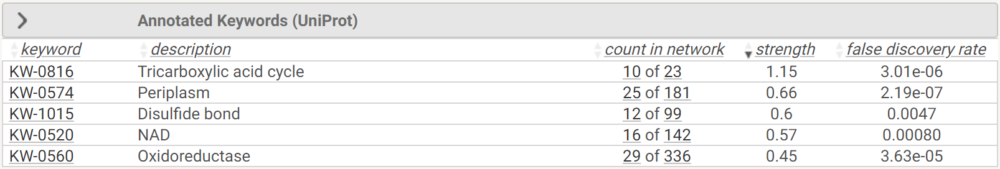 Annotated Keywords (UniProt)
keyword description count in network strength false discovery rate
KW-0816 Tricarboxylic acid cycle 10 of 23 1.15 3.01e-06
KW-0574 Periplasm 25 of 181 0.66 2.19e-07
KW-1015 Disulfide bond 12 of 99 0.6 0.0047
KW-0520 NAD 16 of 142 0.57 0.00080
KW-0560 Oxidoreductase 29 of 336 0.45 3.63e-05